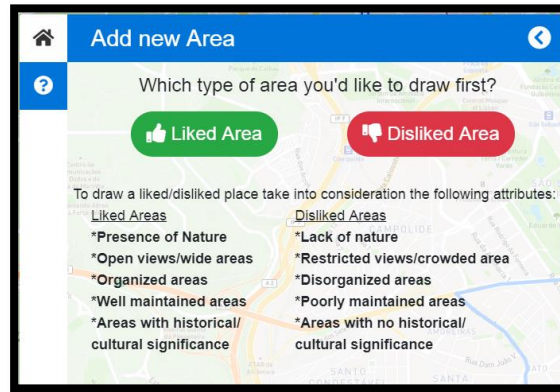 Add new Area
Which type of area you'd like to draw first?
Liked Area
Disliked Area
To draw a liked/disliked place take into consideration the following attributes:
Liked Areas
*Presence of Nature
*Open views/wide areas
*Organized areas
*Well maintained areas
*Areas with historical/
cultural significance
Disliked Areas
*Lack of nature
*Restricted views/crowded area
*Disorganized areas
*Poorly maintained areas
*Areas with no historical/
cultural significance
CAMPOLIDE
SANTO